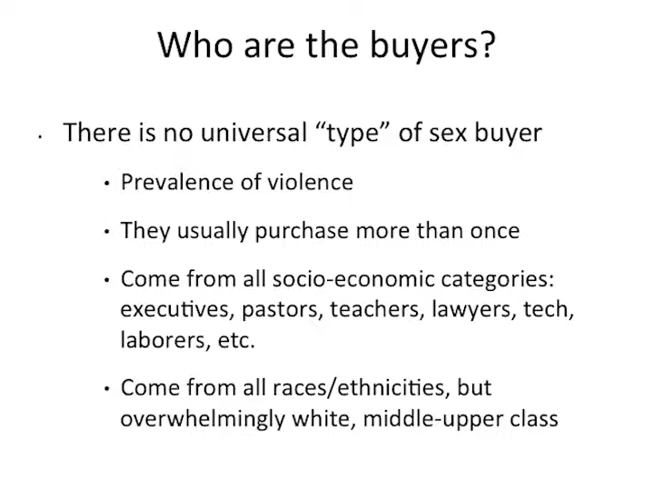 Who are the buyers?
• There is no universal “type” of sex buyer
• Prevalence of violence
• They usually purchase more than once
• Come from all socio-economic categories:
executives, pastors, teachers, lawyers, tech,
laborers, etc.
• Come from all races/ethnicities, but
overwhelmingly white, middle-upper class